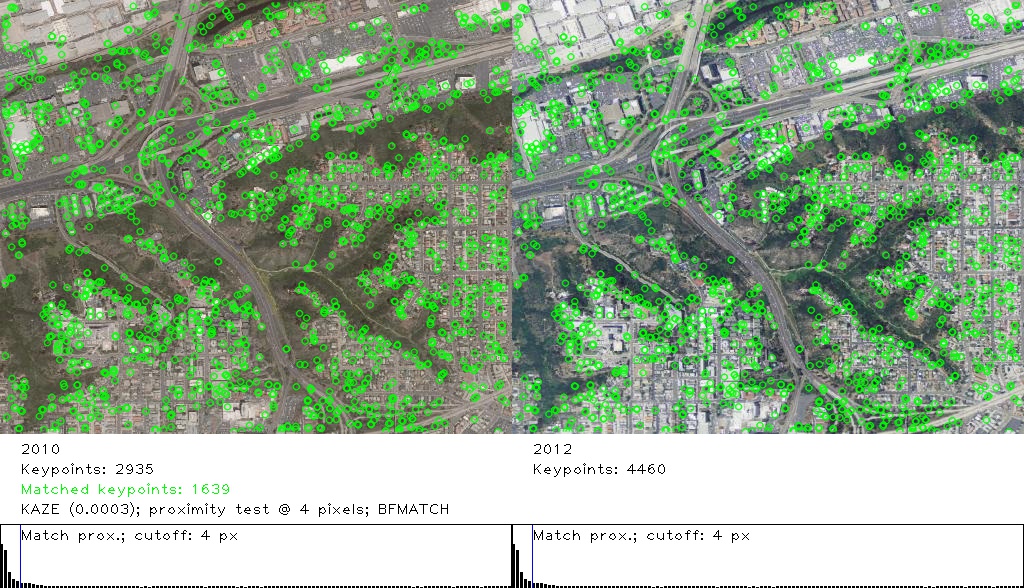 2010
Keypoints: 2935
Matched keypoints: 1639
KAZE (0.0003); proximity test @ 4 pixels; BFMATCH
2012
Keypoints: 4460
Match prox.; cutoff: 4 px
Match prox.; cutoff: 4 px